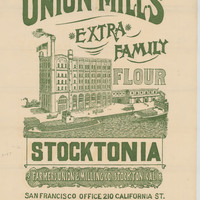 UNION MILLS
EXTRA
FAMILY
FLOUR
STOCKTONIA
FARMERS UNION & MILLING CO. STOCKTON, CAL.
SAN FRANCISCO OFFICE 210 CALIFORNIA ST.